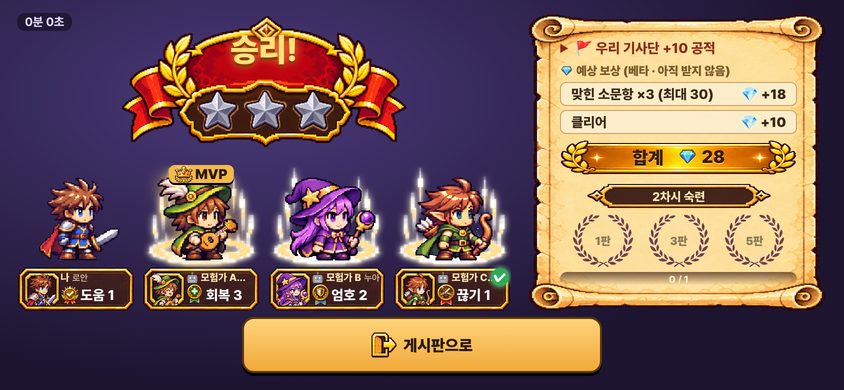 0분 0초
승리!
▶ 🚩 우리 기사단 +10 공적
💎 예상 보상 (베타 · 아직 받지 않음)
맞힌 소문항 ×3 (최대 30) 💎 +18
클리어 💎 +10
합계 💎 28
2차시 숙련
1판 3판 5판
0 / 1
MVP
나 로안
도움 1
🤖 모험가 A...
회복 3
🤖 모험가 B 누아
엄호 2
🤖 모험가 C...
끊기 1
게시판으로